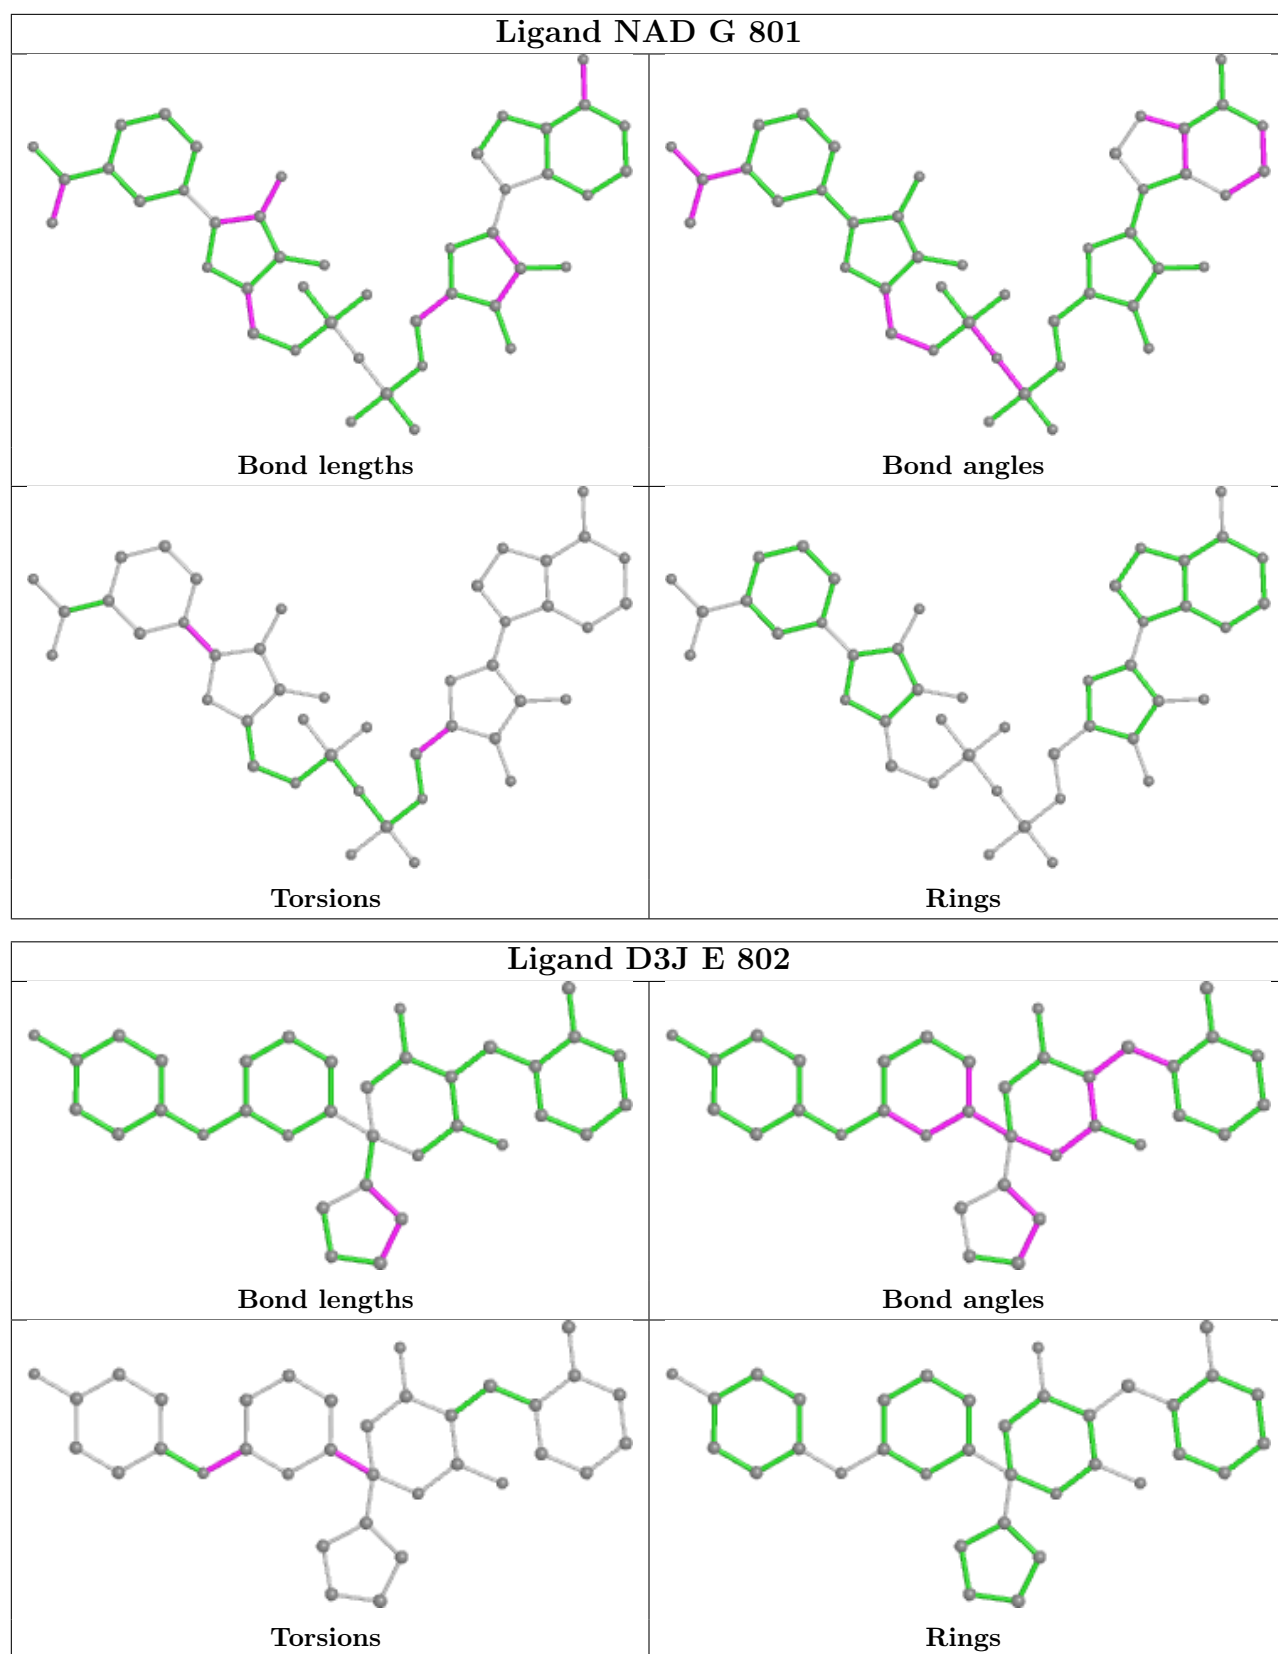 Ligand NAD G 801
Bond lengths
Bond angles
Torsions
Rings
Ligand D3J E 802
Bond lengths
Bond angles
Torsions
Rings